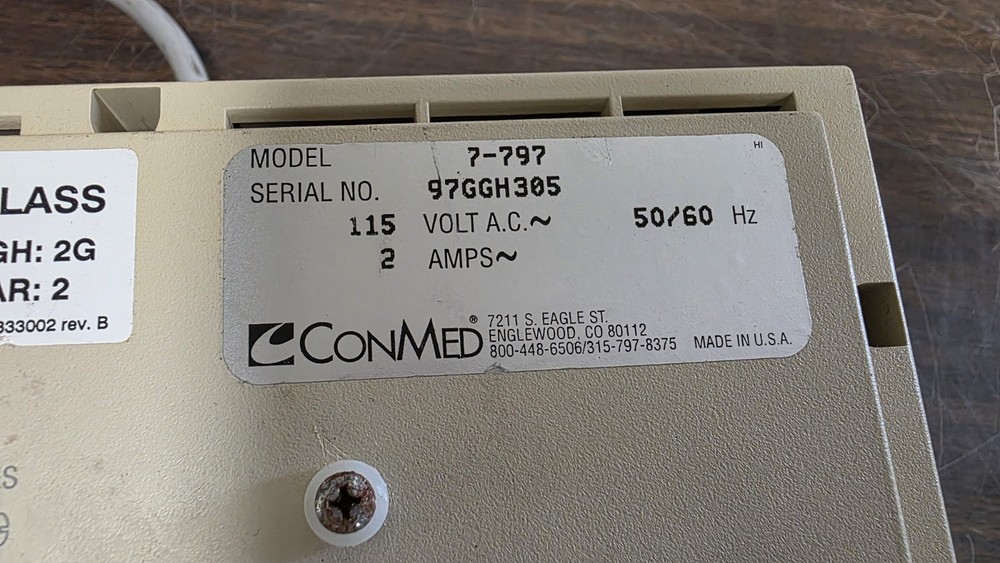 LASS
GH: 2G
AR: 2
333002 rev. B
HI
MODEL 7-797
SERIAL NO. 97GGH305
115 VOLT A.C.~ 50/60 Hz
2 AMPS~
CONMED®
7211 S. EAGLE ST.
ENGLEWOOD, CO 80112
800-448-6506/315-797-8375 MADE IN U.S.A.